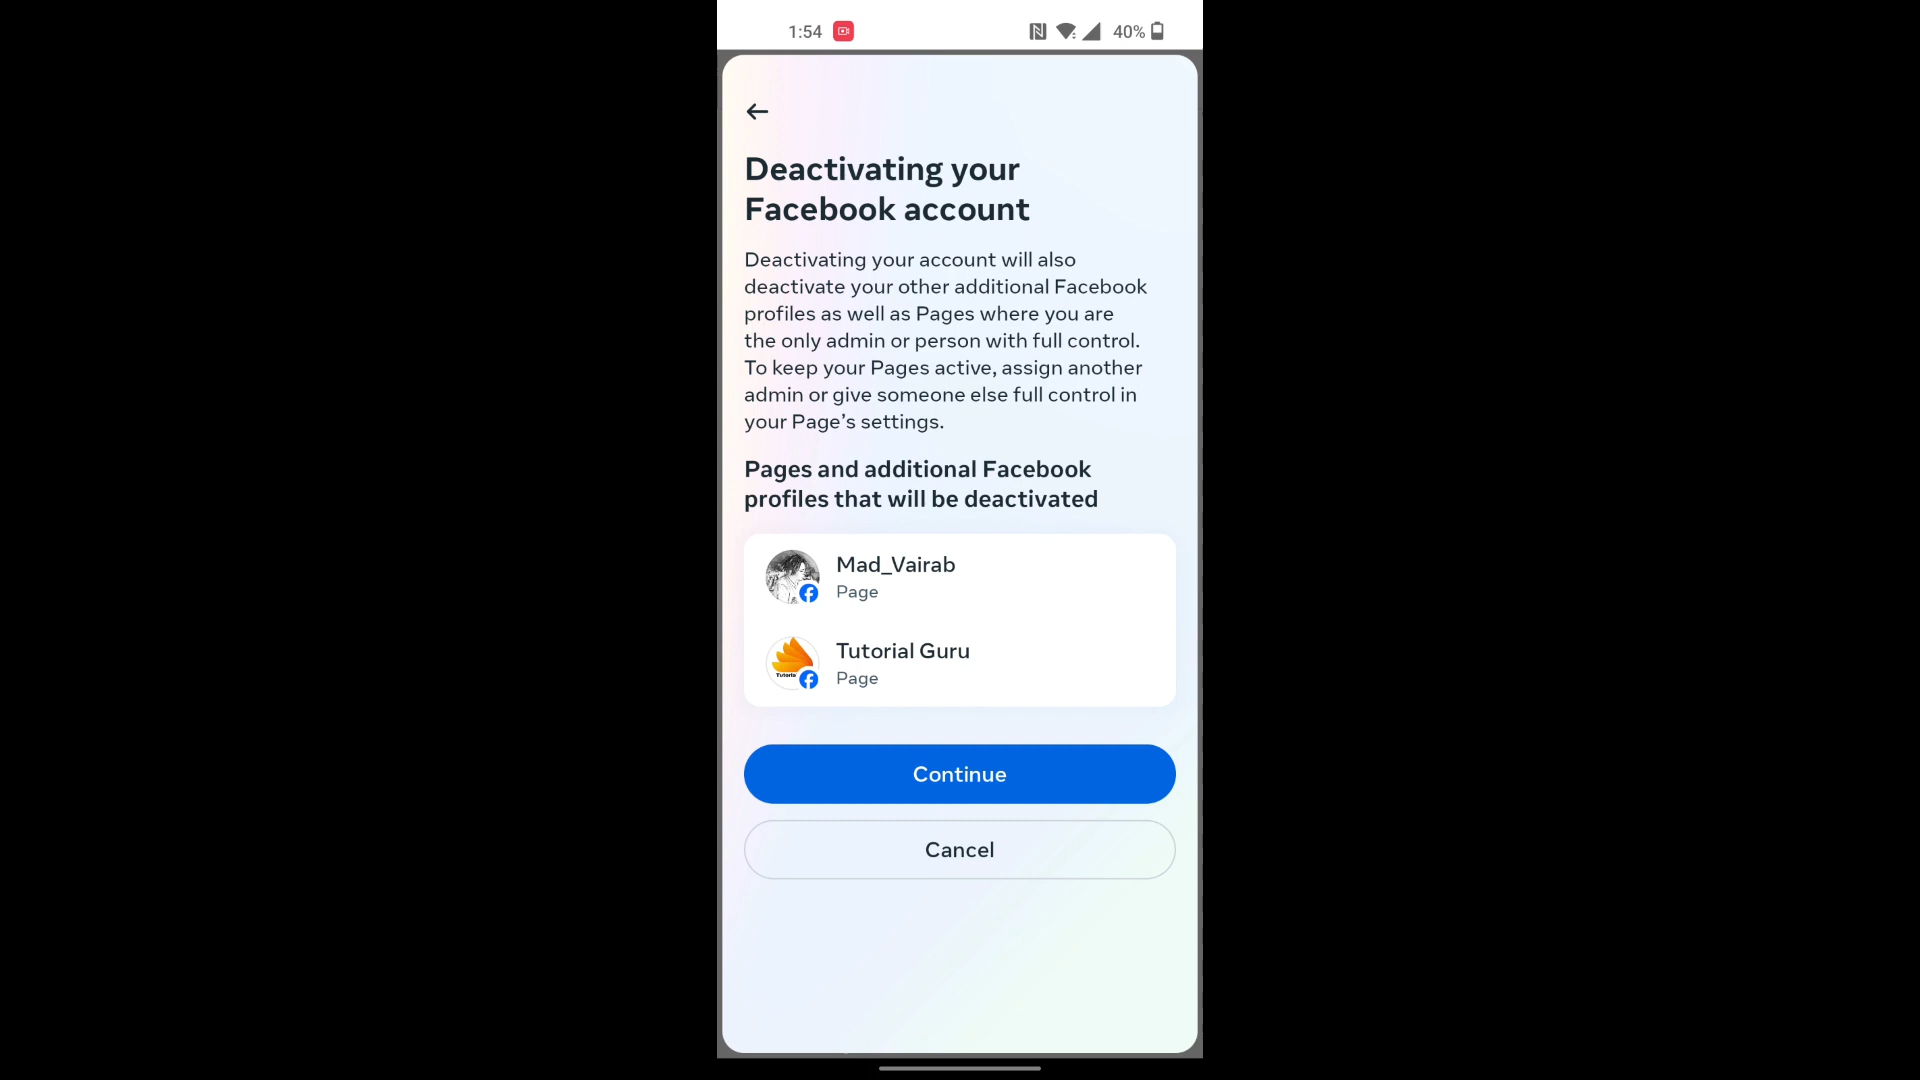 1:54
40%
Deactivating your
Facebook account
Deactivating your account will also
deactivate your other additional Facebook
profiles as well as Pages where you are
the only admin or person with full control.
To keep your Pages active, assign another
admin or give someone else full control in
your Page’s settings.
Pages and additional Facebook
profiles that will be deactivated
Mad_Vairab
Page
Tutorial Guru
Page
Continue
Cancel